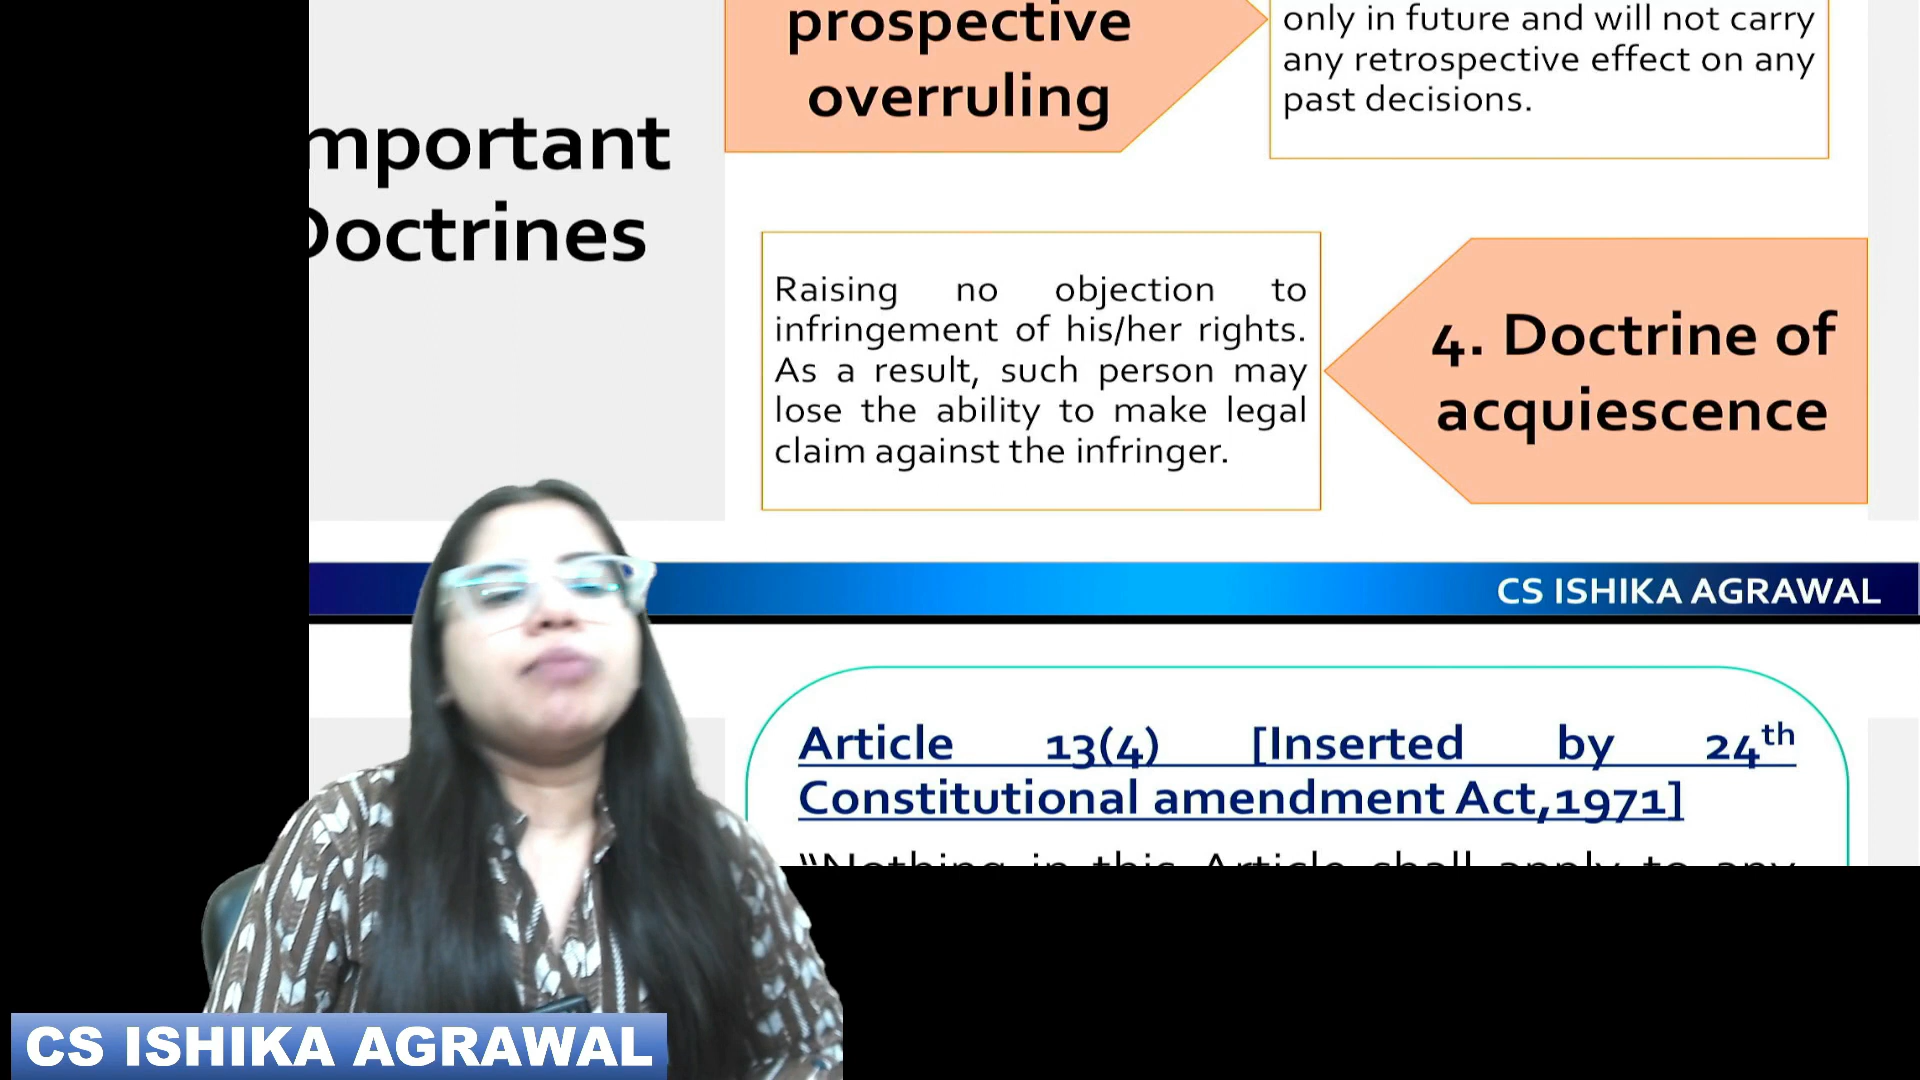 prospective
overruling
only in future and will not carry
any retrospective effect on any
past decisions.
mportant
Doctrines
Raising no objection to
infringement of his/her rights.
As a result, such person may
lose the ability to make legal
claim against the infringer.
4. Doctrine of
acquiescence
CS ISHIKA AGRAWAL
Article 13(4) [Inserted by 24th
Constitutional amendment Act,1971]
“Nothing in this Article shall apply to any
CS ISHIKA AGRAWAL